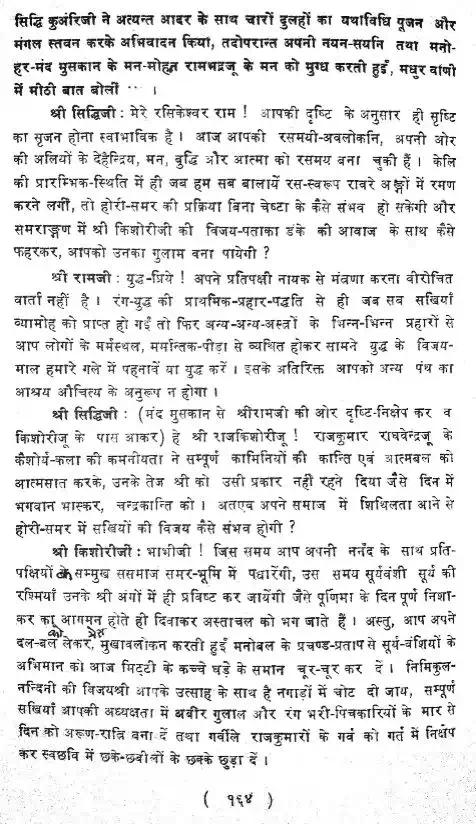 सिद्धि कुअंरिजी ने अत्यन्त आदर के साथ चारों दुलहों का यथाविधि पूजन और
मंगल स्तवन करके अभिवादन किया, तदोपरान्त अपनी नयन-सयनि तथा मनो-
हर-मंद मुसकान के मन-मोहत रामभद्रजू के मन को मुग्ध करती हुई, मधुर वाणी
में मीठी बात बोलीं ... ।
श्री सिद्धिजी : मेरे रसिकेश्वर राम ! आपकी दृष्टि के अनुसार ही सृष्टि
का सृजन होना स्वाभाविक है । आज आपकी रसमयी-अवलोकनि, अपनी ओर
की अलियों के देहेन्द्रिय, मन, बुद्धि और आत्मा को रसमय बना चुकी हैं । केलि
की प्रारम्भिक-स्थिति में ही जब हम सब बालायें रस-स्वरूप रावरे अङ्गों में रमण
करने लगीं, तो होरी-समर की प्रक्रिया बिना चेष्टा के कैसे संभव हो सकेगी और
समराङ्गण में श्री किशोरीजी की विजय-पताका डंके की आवाज के साथ कैसे
फहरकर, आपको उनका गुलाम बना पायेगी ?
श्री रामजी : युद्ध-प्रिये ! अपने प्रतिपक्षी नायक से मंत्रणा करना वीरोचित
वार्ता नहीं है । रंग-युद्ध की प्राथमिक-प्रहार-पद्धति से ही जब सब सखियाँ
व्यामोह को प्राप्त हो गई तो फिर अन्य-अन्य-अस्त्रों के भिन्न-भिन्न प्रहारों से
आप लोगों के मर्मस्थल, मर्मान्तक-पीड़ा से व्यथित होकर सामने युद्ध के विजय-
माल हमारे गले में पहनावें या युद्ध करें । इसके अतिरिक्त आपको अन्य पंथ का
आश्रय औचित्य के अनुरूप न होगा ।
श्री सिद्धिजी : (मंद मुसकान से श्रीरामजी की ओर दृष्टि-निक्षेप कर व
किशोरीजू के पास आकर) हे श्री राजकिशोरीजू ! राजकुमार राघवेन्द्रजू के
कैशोर्य-कला की कमनीयता ने सम्पूर्ण कामिनियों की कान्ति एवं आत्मबल को
आत्मसात करके, उनके तेज श्री को उसी प्रकार नहीं रहने दिया जैसे दिन में
भगवान भास्कर, चन्द्रकान्ति को । अतएव अपने समाज में शिथिलता आने से
होरी-समर में सखियों की विजय कैसे संभव होगी ?
श्री किशोरीजी : भाभीजी ! जिस समय आप अपनी ननँद के साथ प्रति-
पक्षियों के सम्मुख ससमाज समर-भूमि में पधारेंगी, उस समय सूर्यवंशी सूर्य की
रश्मियाँ उनके श्री अंगों में ही प्रविष्ट कर जायेंगी जैसे पूर्णिमा के दिन पूर्ण निशा-
कर का आगमन होते ही दिवाकर अस्ताचल को भग जाते हैं । अस्तु, आप अपने
दल-बल को लेकर, मुखावलोकन करती हुई मनोबल के प्रचण्ड-प्रताप से सूर्य-वंशियों के
अभिमान को आज मिट्टी के कच्चे घड़े के समान चूर-चूर कर दें । निमिकुल-
नन्दिनी की विजयश्री आपके उत्साह के साथ है नगाड़ों में चोट दी जाय, सम्पूर्ण
सखियाँ आपकी अध्यक्षता में अबीर गुलाल और रंग भरी-पिचकारियों के मार से
दिन को अरुण-रात्रि बना दें तथा गर्वीले राजकुमारों के गर्व को गर्त में निक्षेप
कर स्वछवि में छके-छबीलों के छक्के छुड़ा दें ।
( १६४ )